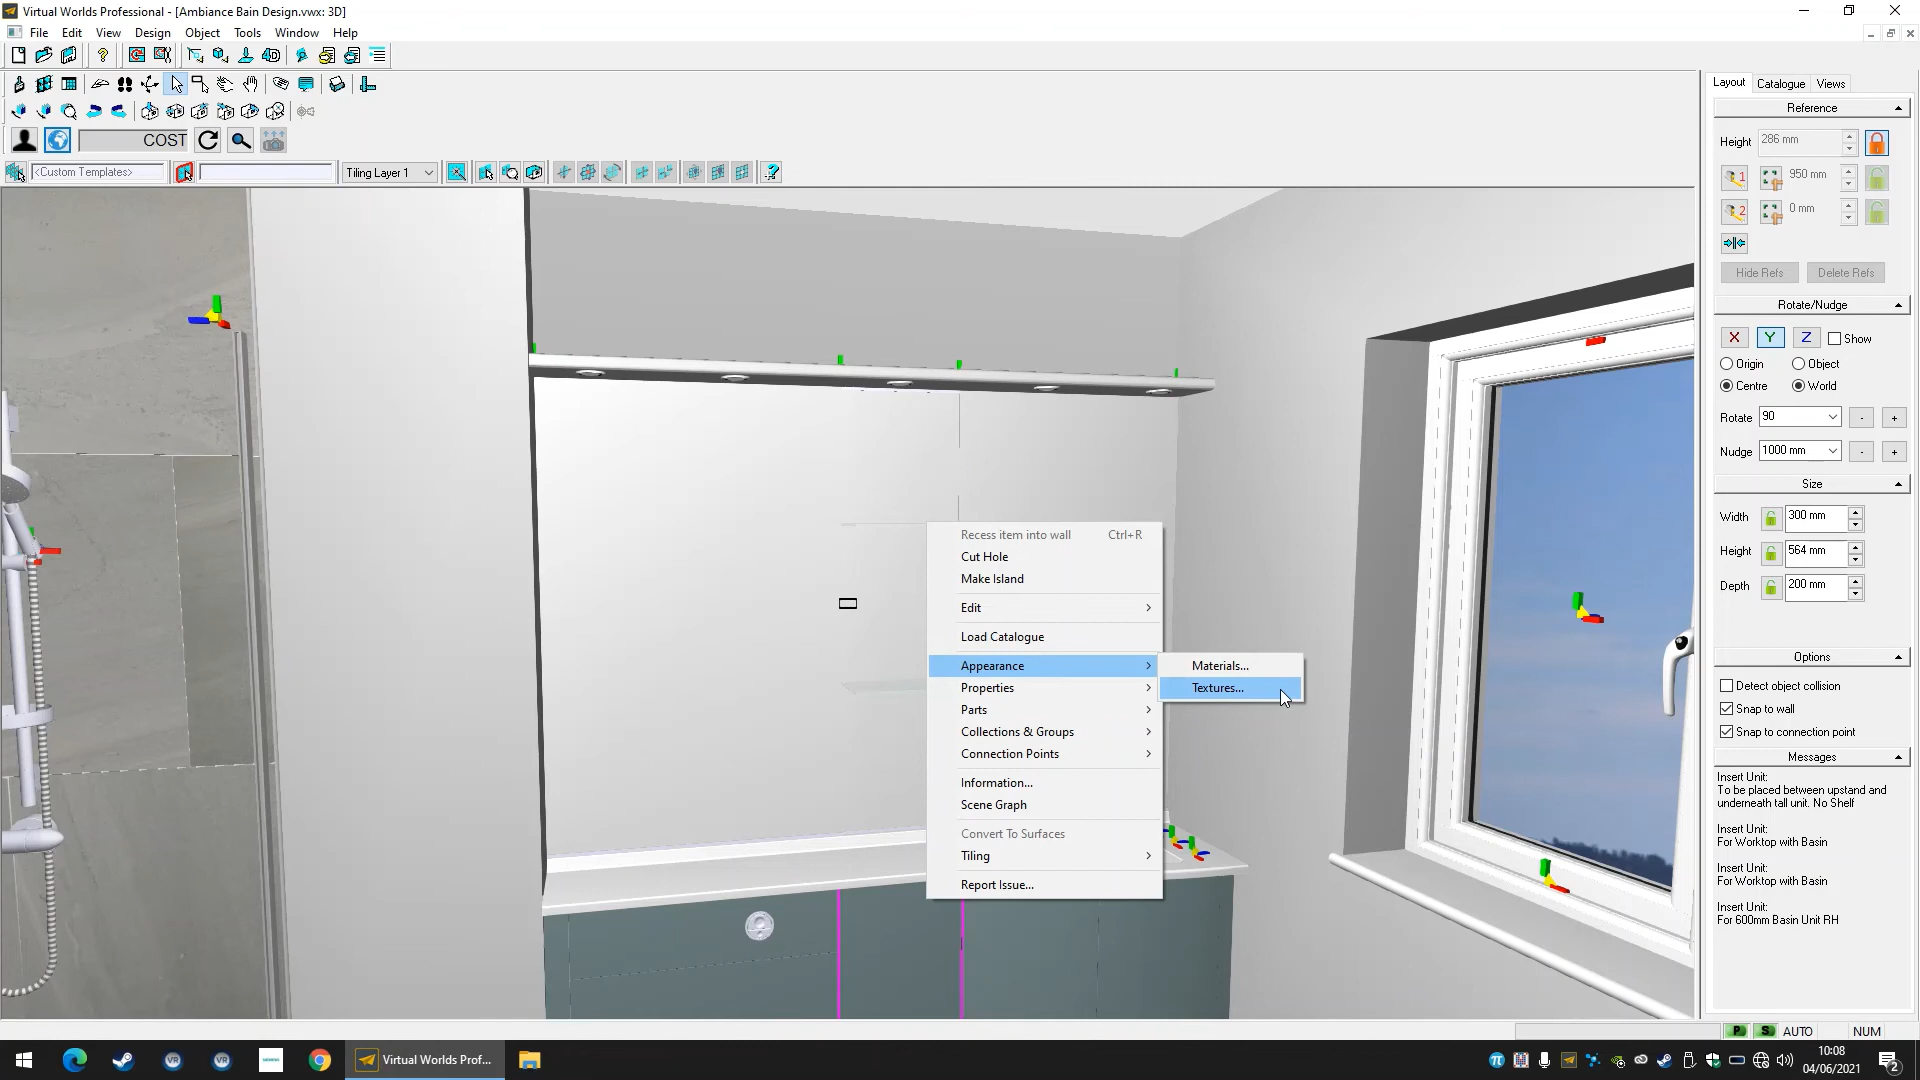 Virtual Worlds Professional - [Ambiance Bain Design.vwx: 3D]
File Edit View Design Object Tools Window Help
COST
<Custom Templates>
Tiling Layer 1
Layout Catalogue Views
Reference
Height 286 mm
1 950 mm
2 0 mm
Hide Refs Delete Refs
Rotate/Nudge
X Y Z Show
Origin Object
Centre World
Rotate 90 - +
Nudge 1000 mm - +
Size
Width 300 mm
Height 564 mm
Depth 200 mm
Options
Detect object collision
Snap to wall
Snap to connection point
Messages
Insert Unit:
To be placed between upstand and
underneath tall unit. No Shelf
Insert Unit:
For Worktop with Basin
Insert Unit:
For Worktop with Basin
Insert Unit:
For 600mm Basin Unit RH
Recess item into wall Ctrl+R
Cut Hole
Make Island
Edit
Load Catalogue
Appearance
Properties
Parts
Collections & Groups
Connection Points
Information...
Scene Graph
Convert To Surfaces
Tiling
Report Issue...
Materials...
Textures...
P S AUTO NUM
VR
VR
Virtual Worlds Prof...
10:08
04/06/2021
2